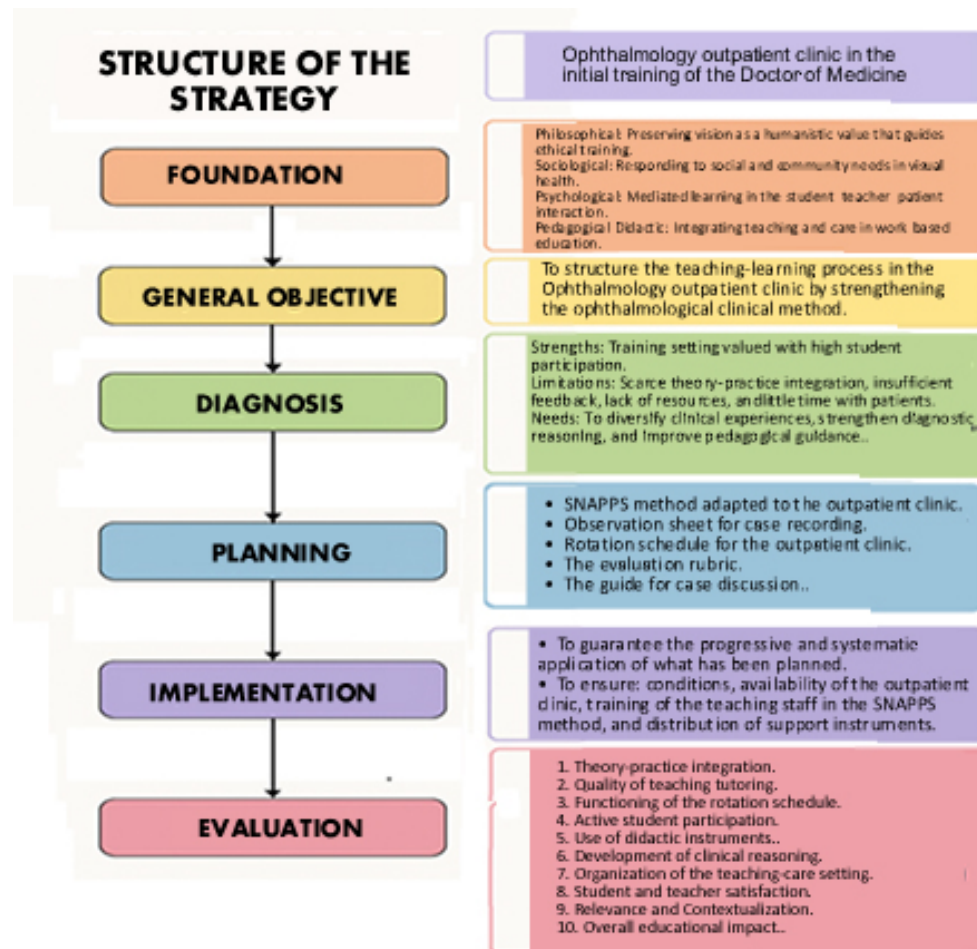 STRUCTURE OF THE
STRATEGY
FOUNDATION
GENERAL OBJECTIVE
DIAGNOSIS
PLANNING
IMPLEMENTATION
EVALUATION
Ophthalmology outpatient clinic in the
initial training of the Doctor of Medicine
Philosophical: Preserving vision as a humanistic value that guides
ethical training.
Sociological: Responding to social and community needs in visual
health.
Psychological: Mediated learning in the student teacher patient
interaction.
Pedagogical Didactic: Integrating teaching and care in work based
education.
To structure the teaching-learning process in the
Ophthalmology outpatient clinic by strengthening
the ophthalmological clinical method.
Strengths: Training setting valued with high student
participation.
Limitations: Scarce theory-practice integration, insufficient
feedback, lack of resources, andlittle time with patients.
Needs: To diversify clinical experiences, strengthen diagnostic
reasoning, and improve pedagogical guidance..
• SNAPPS method adapted to the outpatient clinic.
• Observation sheet for case recording.
• Rotation schedule for the outpatient clinic.
• The evaluation rubric.
• The guide for case discussion..
• To guarantee the progressive and systematic
application of what has been planned.
• To ensure: conditions, availability of the outpatient
clinic, training of the teaching staff in the SNAPPS
method, and distribution of support instruments.
1. Theory-practice integration.
2. Quality of teaching tutoring.
3. Functioning of the rotation schedule.
4. Active student participation.
5. Use of didactic instruments..
6. Development of clinical reasoning.
7. Organization of the teaching-care setting.
8. Student and teacher satisfaction.
9. Relevance and Contextualization.
10. Overall educational impact..